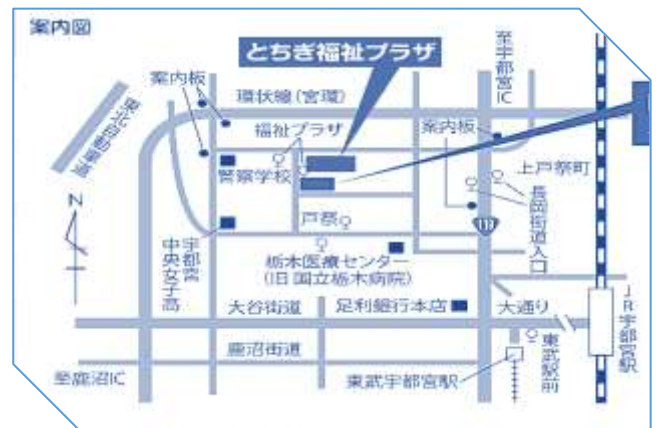 案内図
とちぎ福祉プラザ
至宇都宮IC
案内板
環状線（宮環）
東北自動車道
福祉プラザ
案内板
警察学校
上戸祭町
長岡街道入口
N
戸祭
119
宇都宮
中央女子高
栃木医療センター
（旧 国立栃木病院）
大谷街道
足利銀行本店
大通り
JR宇都宮駅
鹿沼街道
東武駅前
至鹿沼IC
東武宇都宮駅